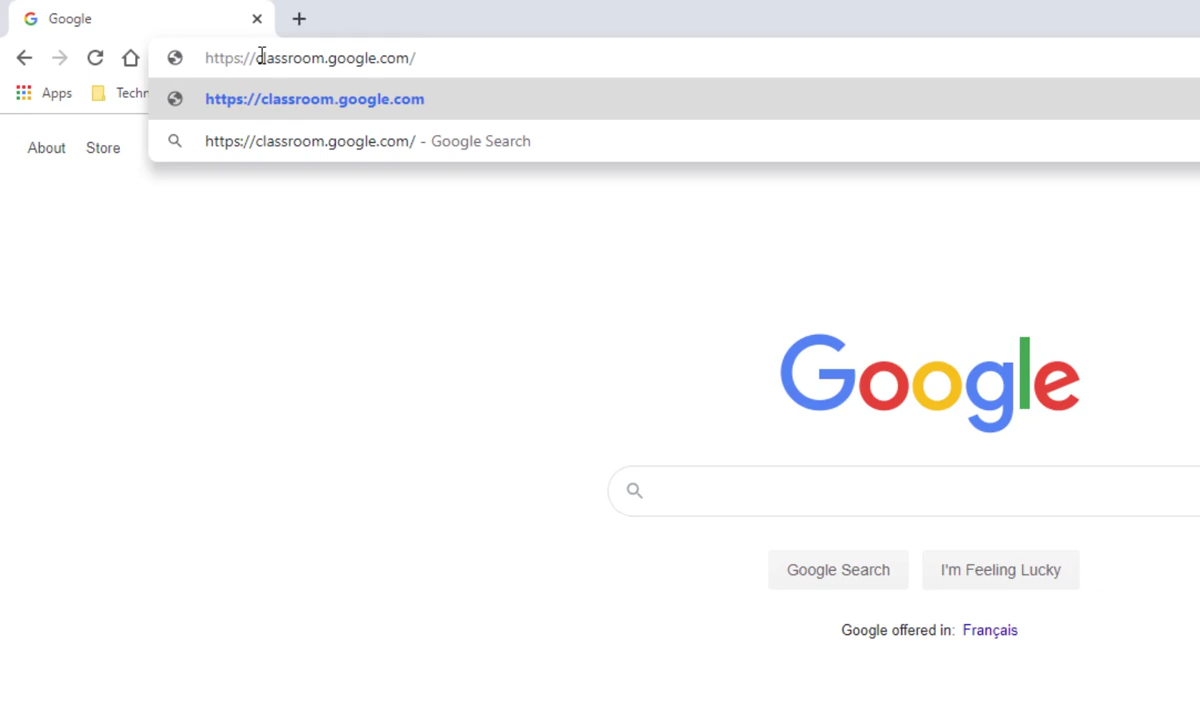 Google
https://classroom.google.com/
Apps Techn
https://classroom.google.com
https://classroom.google.com/ - Google Search
About Store
Google
Google Search I'm Feeling Lucky
Google offered in: Français